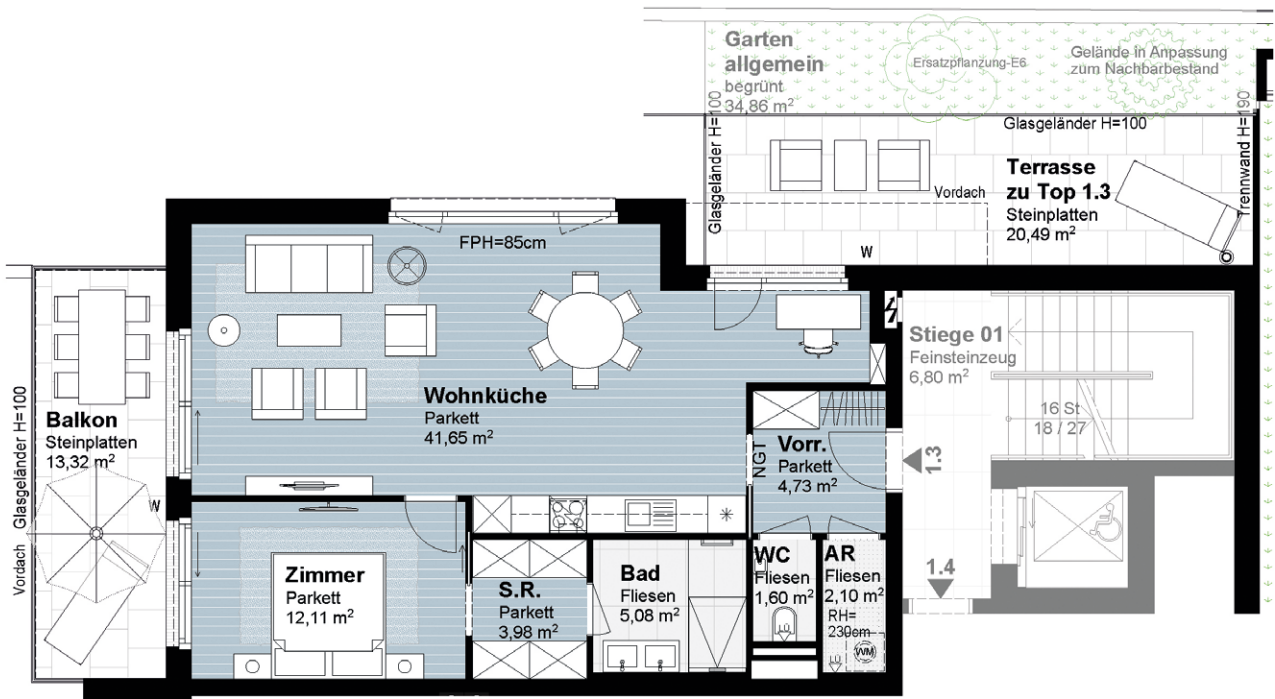 Garten
allgemein
begrünt
34,86 m²
Ersatzpflanzung-E6
Gelände in Anpassung
zum Nachbarbestand
Glasgeländer H=100
Glasgeländer H=100
Trennwand H=190
Terrasse
zu Top 1.3
Steinplatten
20,49 m²
Vordach
W
FPH=85cm
Stiege 01
Feinsteinzeug
6,80 m²
16 St
18 / 27
Wohnküche
Parkett
41,65 m²
Balkon
Steinplatten
13,32 m²
W
Vordach Glasgeländer H=100
NGT
Vorr.
Parkett
4,73 m²
1.3
1.4
Zimmer
Parkett
12,11 m²
S.R.
Parkett
3,98 m²
Bad
Fliesen
5,08 m²
WC
Fliesen
1,60 m²
AR
Fliesen
2,10 m²
RH=
230cm
WM